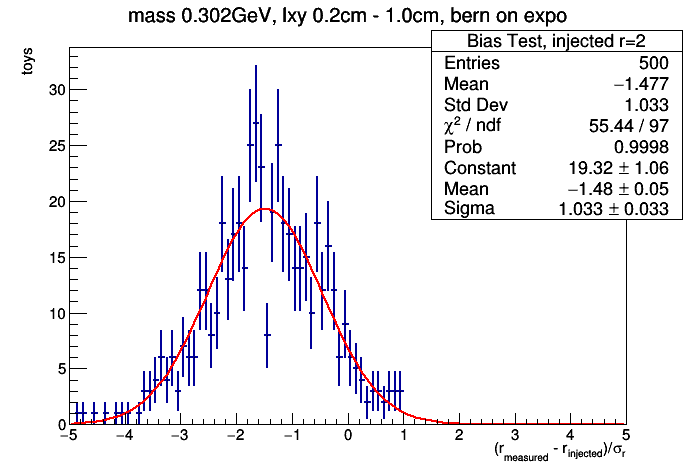 mass 0.302GeV, lxy 0.2cm - 1.0cm, bern on expo
Bias Test, injected r=2
Entries 500
Mean −1.477
Std Dev 1.033
χ² / ndf 55.44 / 97
Prob 0.9998
Constant 19.32 ± 1.06
Mean −1.48 ± 0.05
Sigma 1.033 ± 0.033
toys
30
25
20
15
10
5
0
−5 −4 −3 −2 −1 0 1 2 3 4 5
(r_measured - r_injected)/σ_r